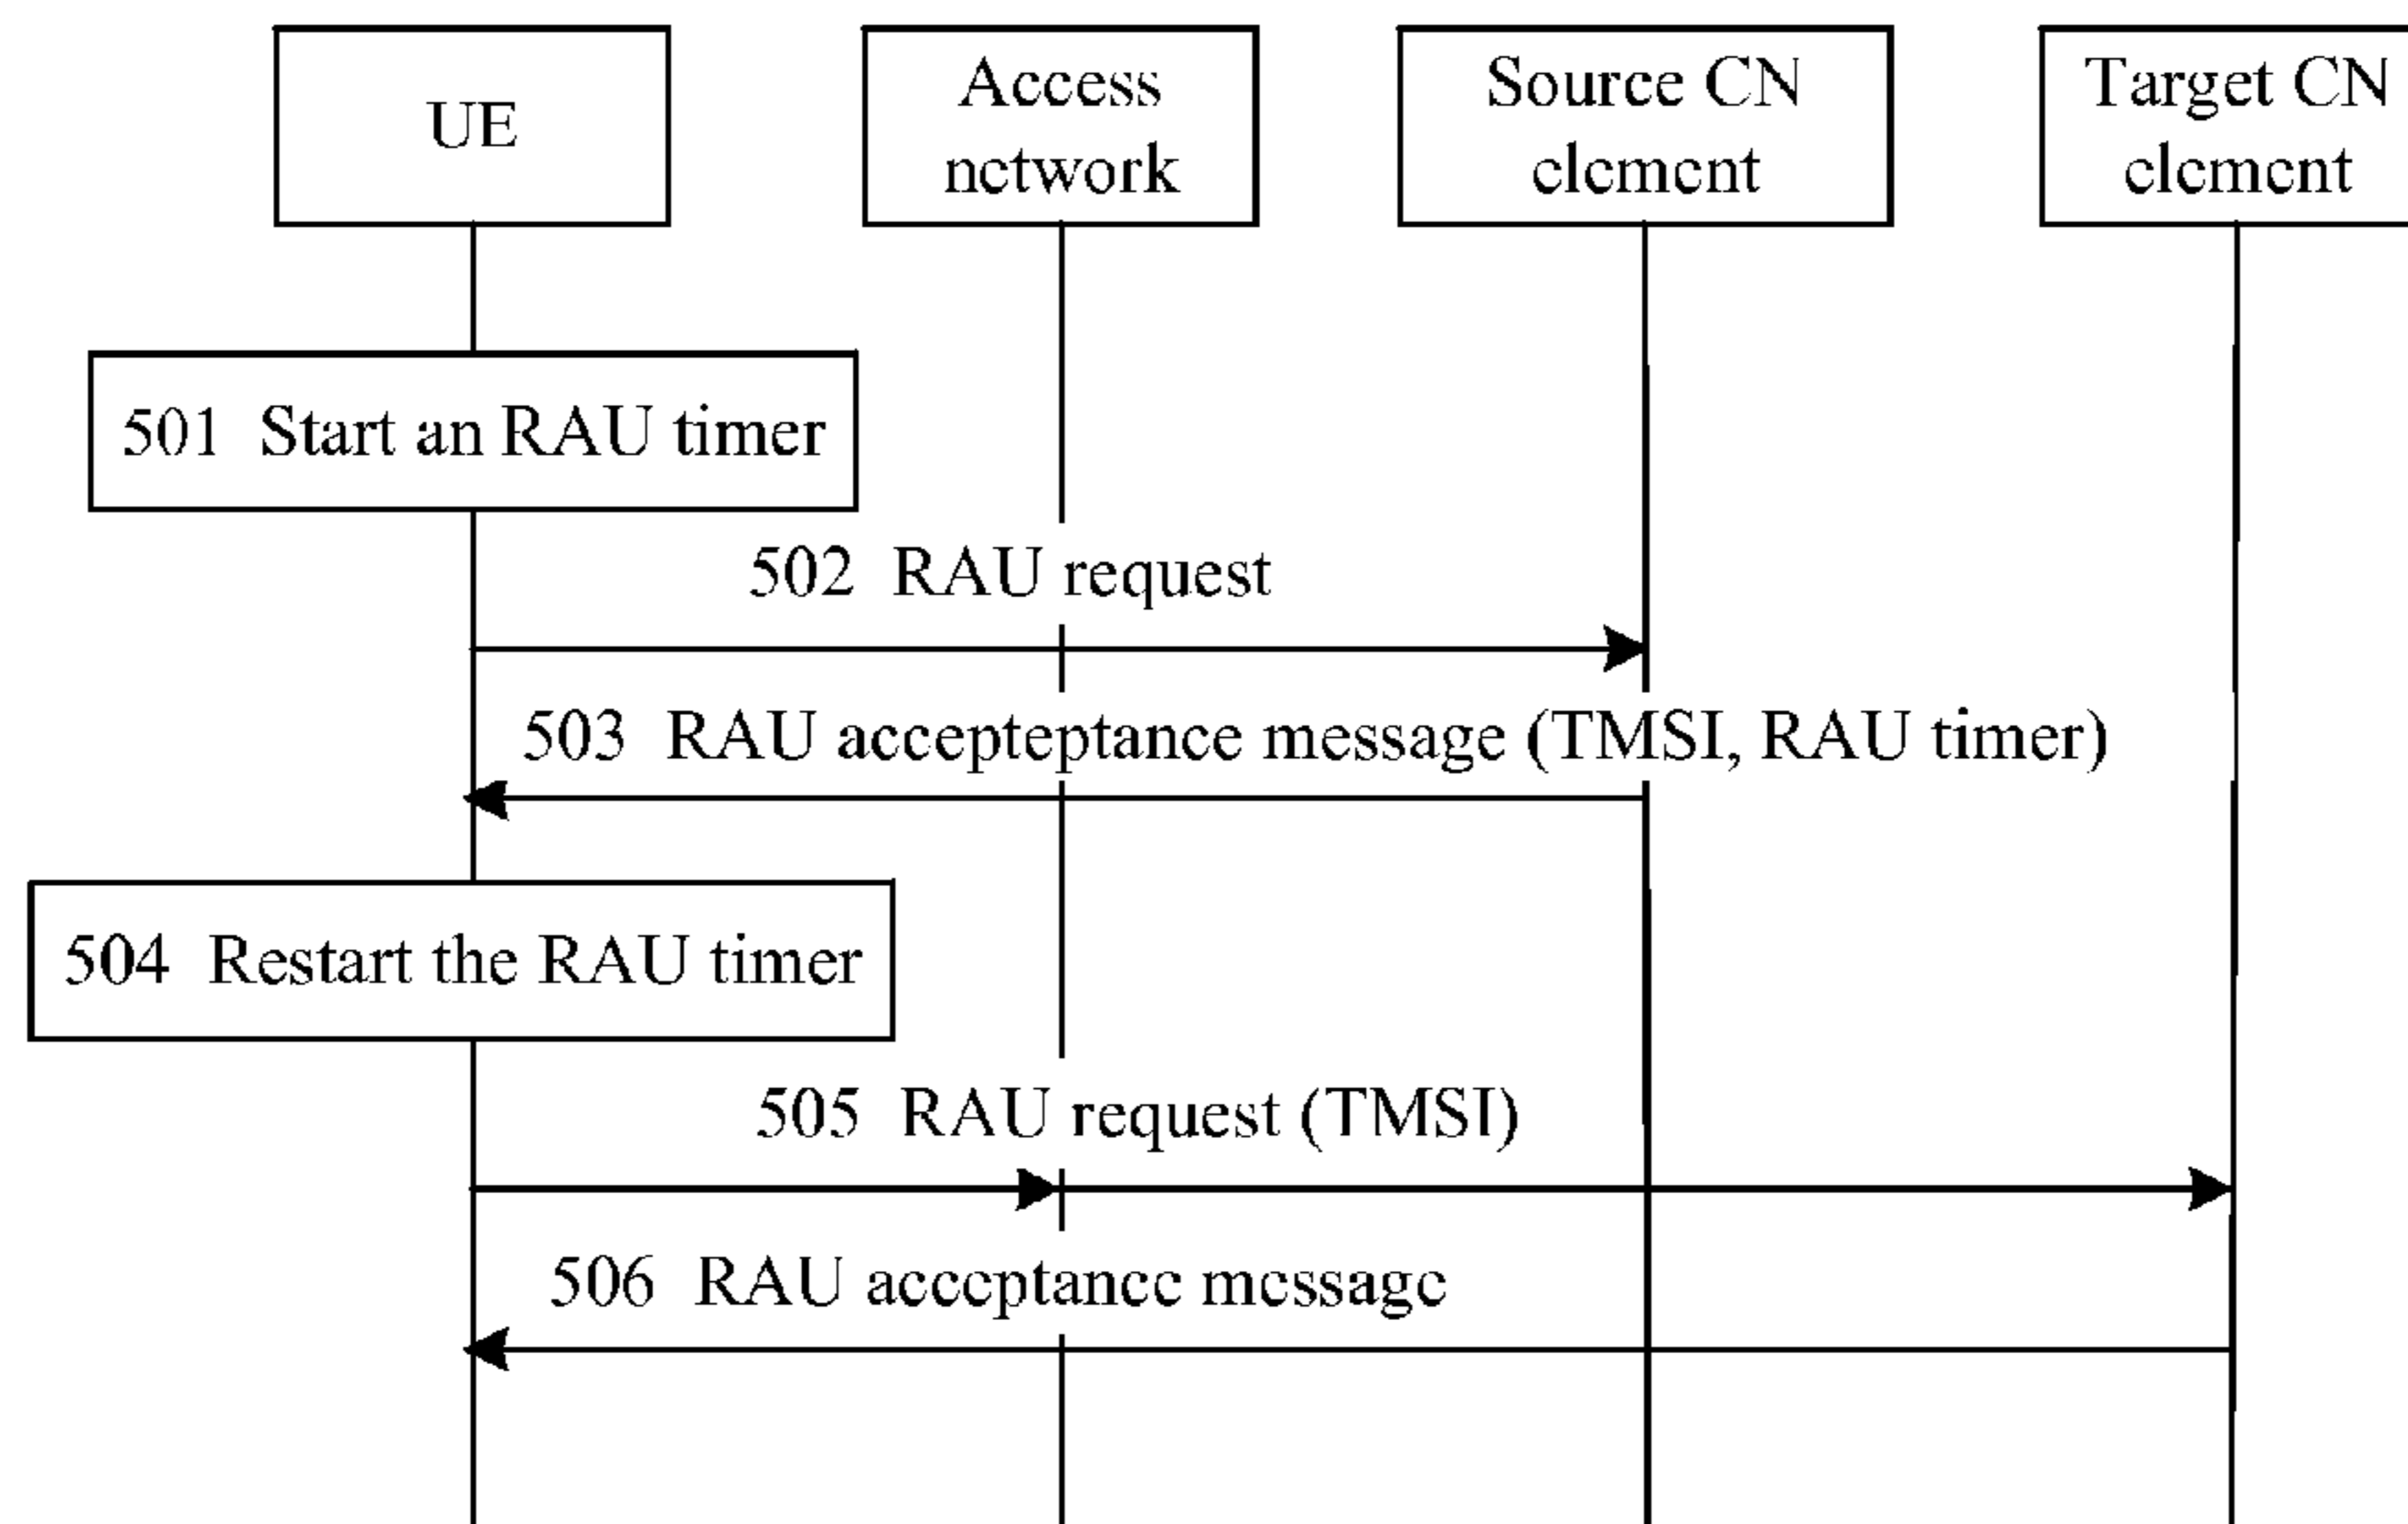 UE
Access
network
Source CN
element
Target CN
element
501 Start an RAU timer
502 RAU request
503 RAU accepteptance message (TMSI, RAU timer)
504 Restart the RAU timer
505 RAU request (TMSI)
506 RAU acceptance message